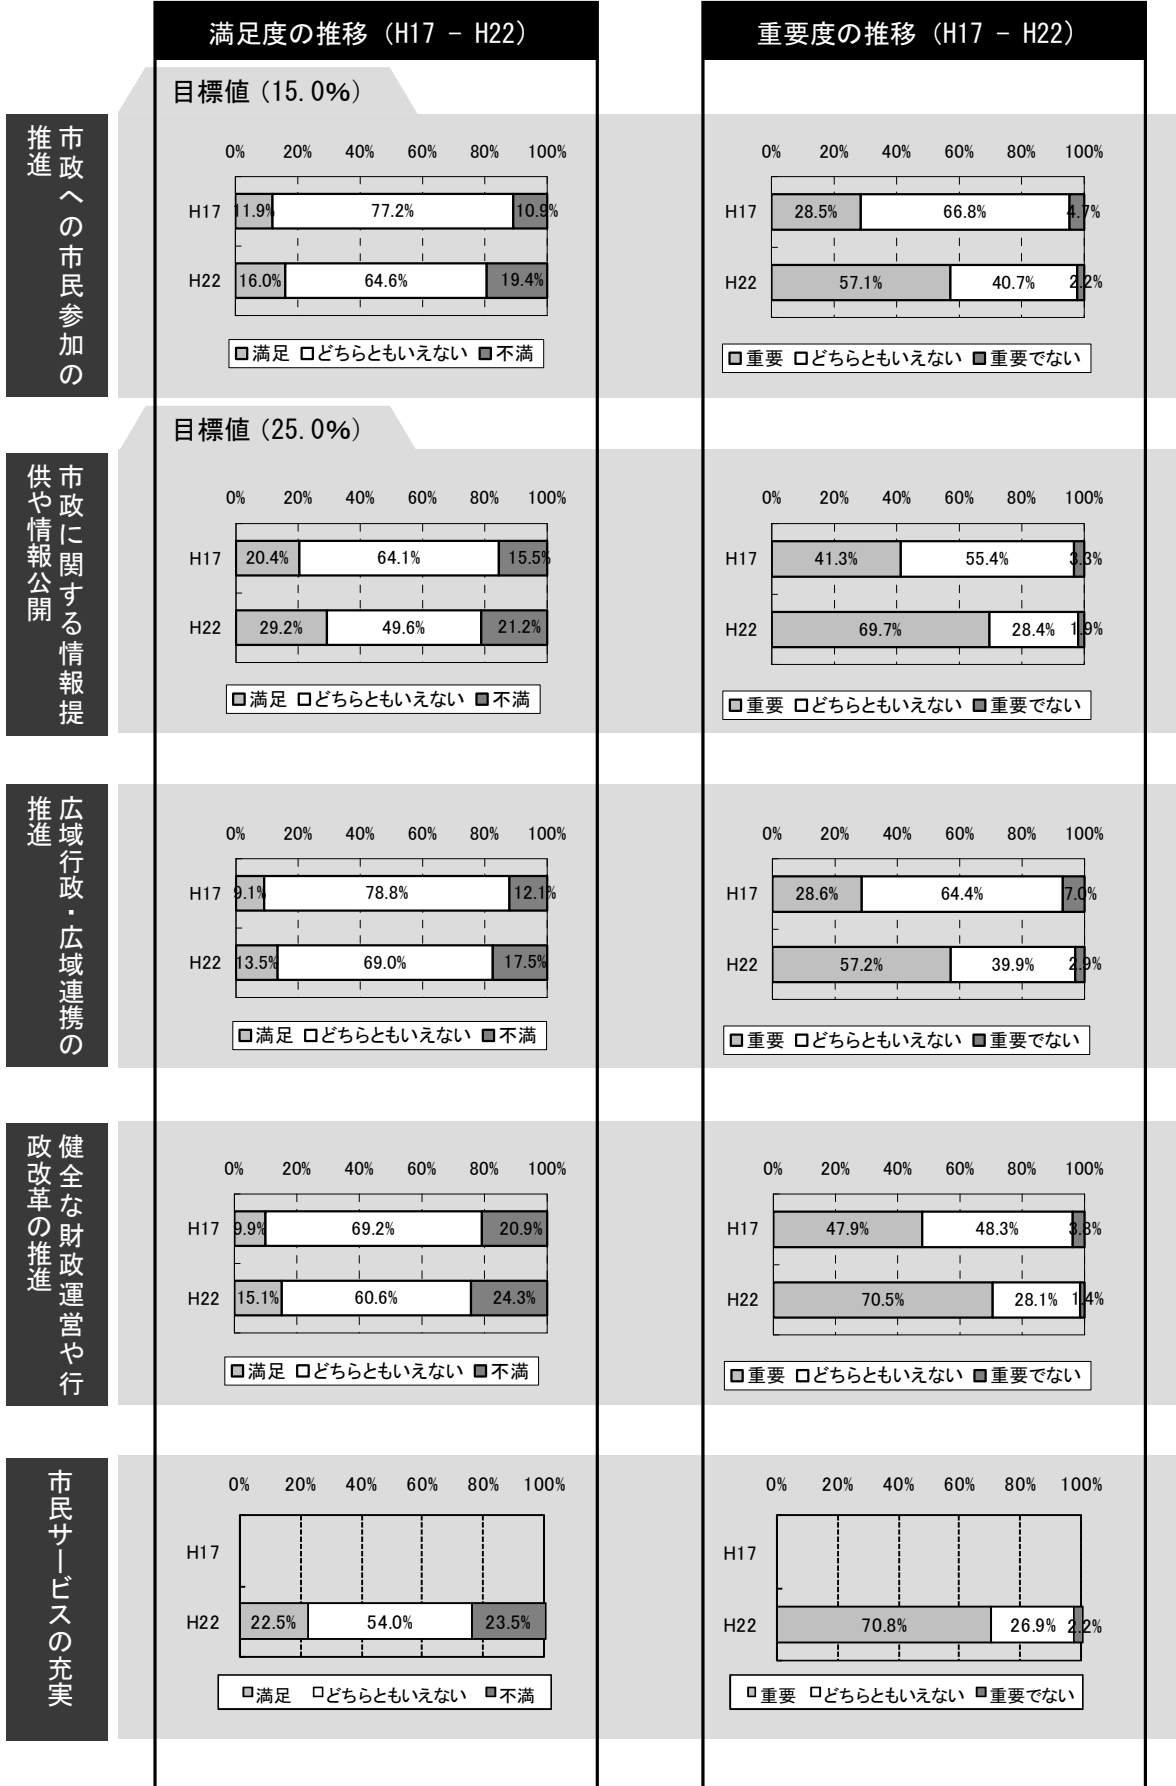 満足度の推移（H17 － H22）
重要度の推移（H17 － H22）
目標値（15.0%）
市政への市民参加の
推進
0% 20% 40% 60% 80% 100%
H17 11.9% 77.2% 10.9%
H22 16.0% 64.6% 19.4%
満足 どちらともいえない 不満
0% 20% 40% 60% 80% 100%
H17 28.5% 66.8% 4.7%
H22 57.1% 40.7% 2.2%
重要 どちらともいえない 重要でない
目標値（25.0%）
市政に関する情報提
供や情報公開
0% 20% 40% 60% 80% 100%
H17 20.4% 64.1% 15.5%
H22 29.2% 49.6% 21.2%
満足 どちらともいえない 不満
0% 20% 40% 60% 80% 100%
H17 41.3% 55.4% 3.3%
H22 69.7% 28.4% 1.9%
重要 どちらともいえない 重要でない
広域行政・広域連携の
推進
0% 20% 40% 60% 80% 100%
H17 9.1% 78.8% 12.1%
H22 13.5% 69.0% 17.5%
満足 どちらともいえない 不満
0% 20% 40% 60% 80% 100%
H17 28.6% 64.4% 7.0%
H22 57.2% 39.9% 2.9%
重要 どちらともいえない 重要でない
健全な財政運営や行
政改革の推進
0% 20% 40% 60% 80% 100%
H17 9.9% 69.2% 20.9%
H22 15.1% 60.6% 24.3%
満足 どちらともいえない 不満
0% 20% 40% 60% 80% 100%
H17 47.9% 48.3% 3.8%
H22 70.5% 28.1% 1.4%
重要 どちらともいえない 重要でない
市民サービスの充実
0% 20% 40% 60% 80% 100%
H17
H22 22.5% 54.0% 23.5%
満足 どちらともいえない 不満
0% 20% 40% 60% 80% 100%
H17
H22 70.8% 26.9% 2.2%
重要 どちらともいえない 重要でない